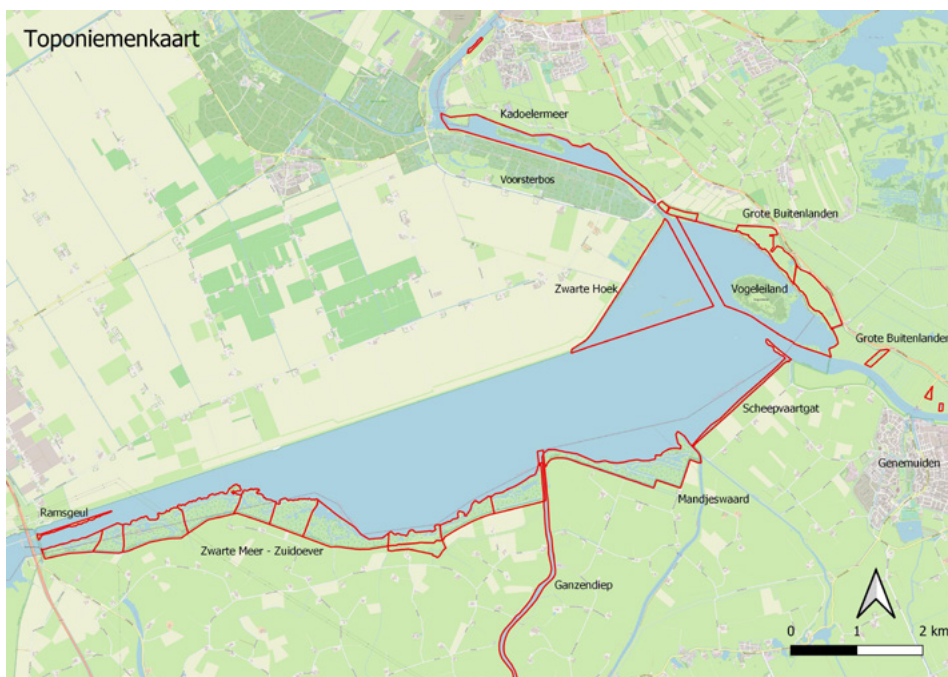 Toponiemenkaart
Kadoelermeer
Voorsterbos
Grote Buitenlanden
Zwarte Hoek
Vogeleiland
Grote Buitenlanden
Scheepvaartgat
Genemuiden
Mandjeswaard
Ramsgeul
Zwarte Meer - Zuidoever
Ganzendiep
0 1 2 km